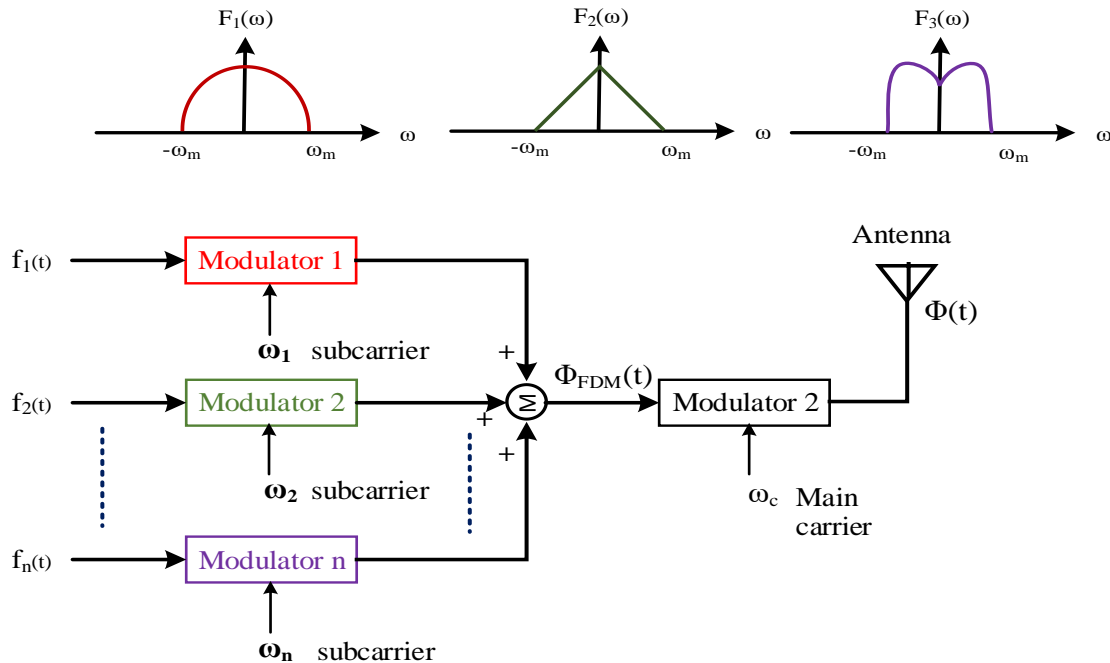 F1(ω) F2(ω) F3(ω)
-ωm ωm ω -ωm ωm ω -ωm ωm ω
Antenna
f1(t) Modulator 1
Φ(t)
ω1 subcarrier
+
f2(t) Modulator 2 + Σ ΦFDM(t) Modulator 2
+
ω2 subcarrier
ωc Main
carrier
fn(t) Modulator n
ωn subcarrier